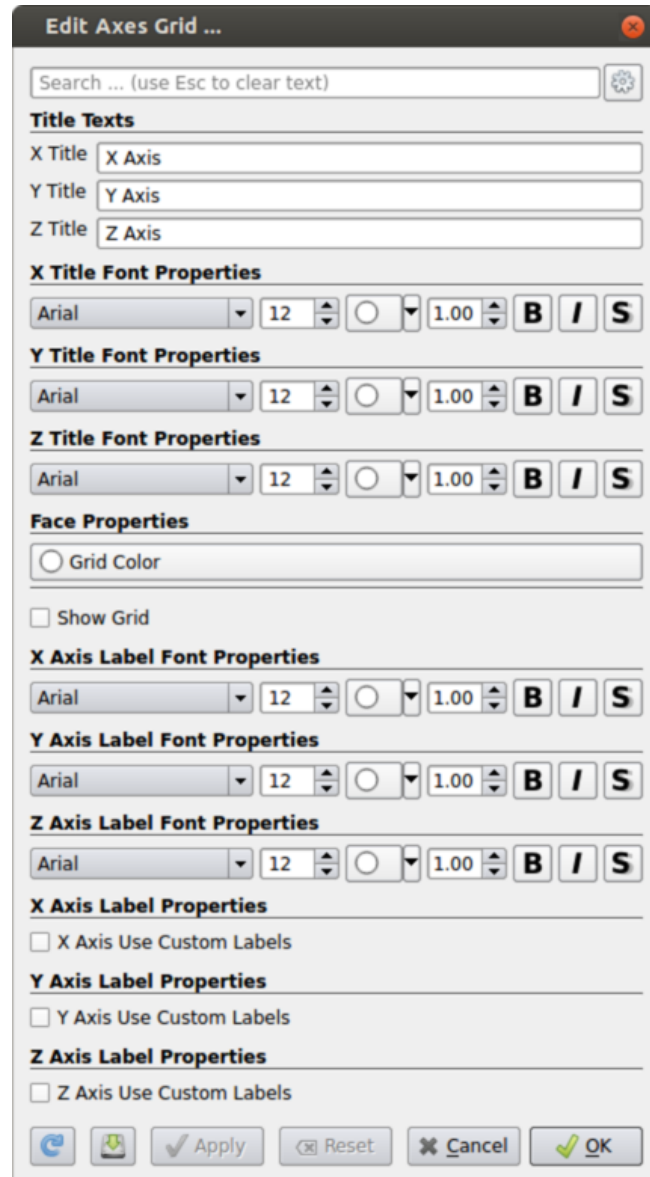 Edit Axes Grid ...
Search ... (use Esc to clear text)
Title Texts
X Title X Axis
Y Title Y Axis
Z Title Z Axis
X Title Font Properties
Arial 12 1.00 B I S
Y Title Font Properties
Arial 12 1.00 B I S
Z Title Font Properties
Arial 12 1.00 B I S
Face Properties
Grid Color
Show Grid
X Axis Label Font Properties
Arial 12 1.00 B I S
Y Axis Label Font Properties
Arial 12 1.00 B I S
Z Axis Label Font Properties
Arial 12 1.00 B I S
X Axis Label Properties
X Axis Use Custom Labels
Y Axis Label Properties
Y Axis Use Custom Labels
Z Axis Label Properties
Z Axis Use Custom Labels
Apply Reset Cancel OK